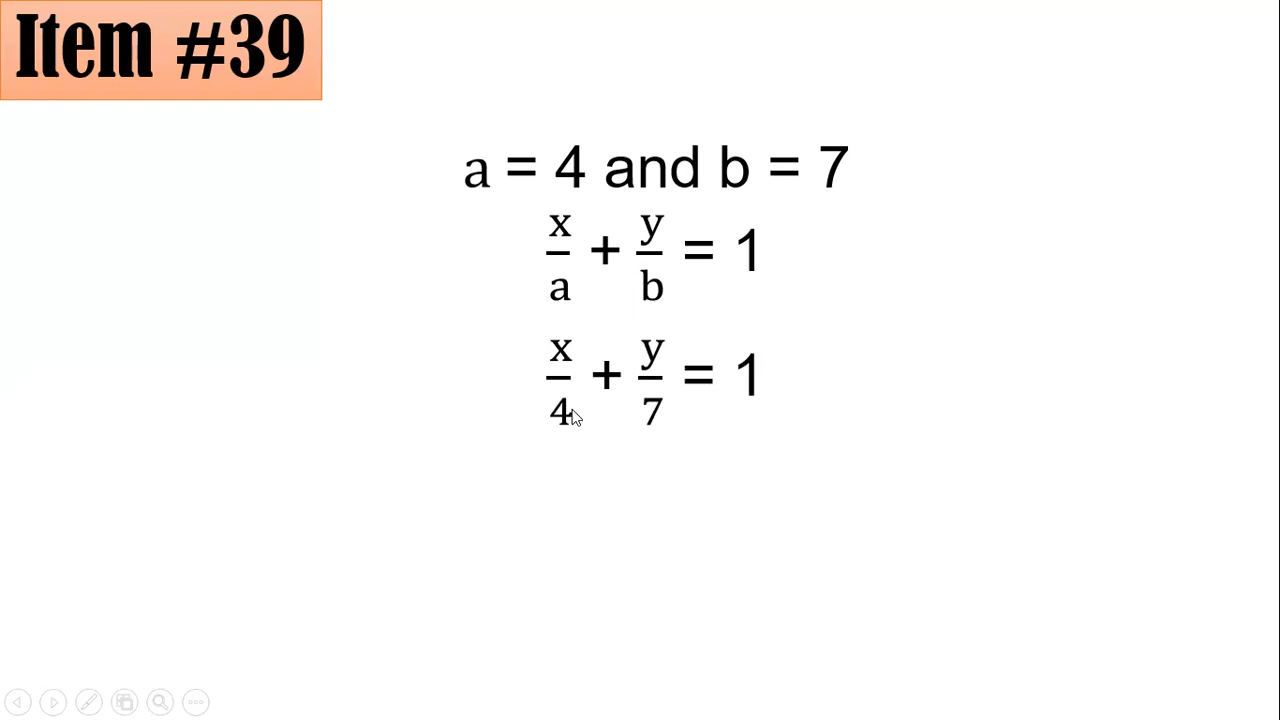 Item #39
a = 4 and b = 7
x/a + y/b = 1
x/4 + y/7 = 1